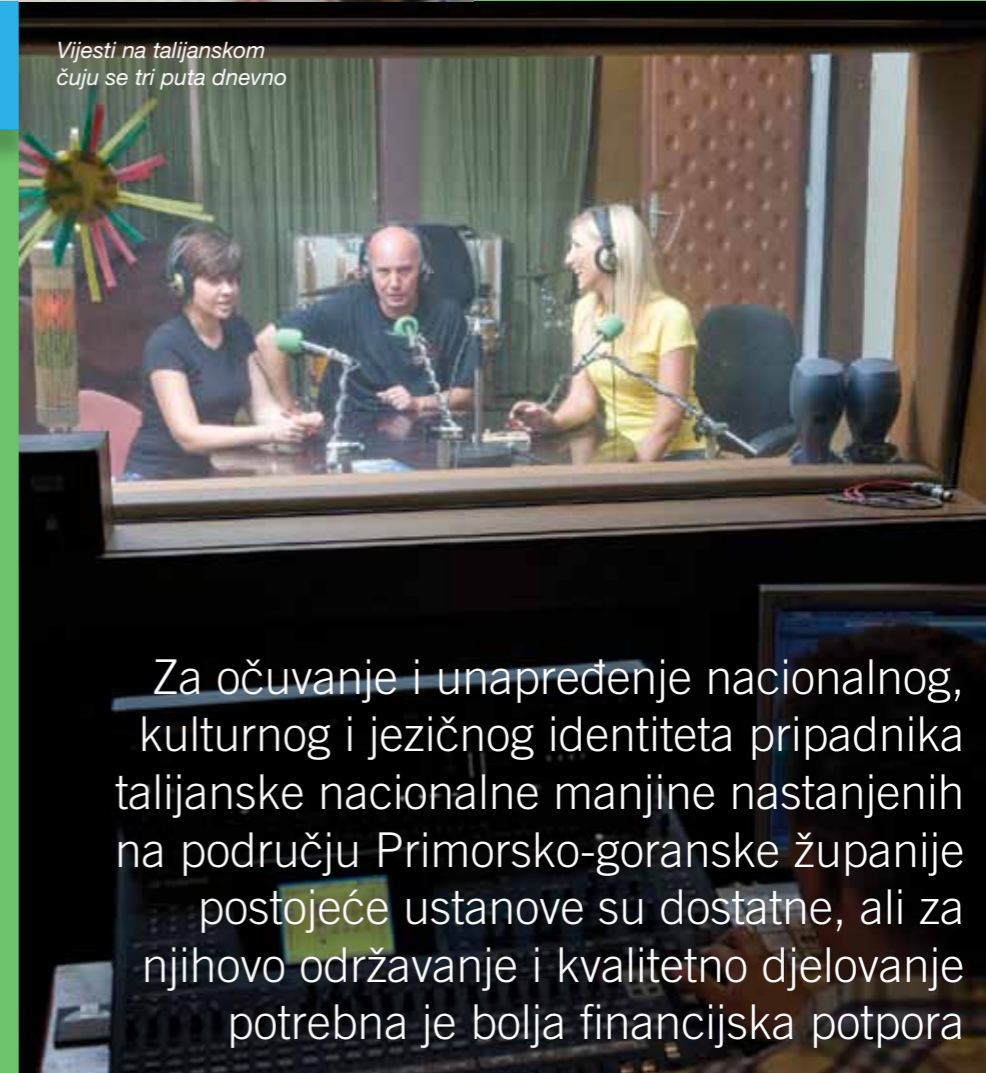 Vijesti na talijanskom
čuju se tri puta dnevno
Za očuvanje i unapređenje nacionalnog,
kulturnog i jezičnog identiteta pripadnika
talijanske nacionalne manjine nastanjenih
na području Primorsko-goranske županije
postojeće ustanove su dostatne, ali za
njihovo održavanje i kvalitetno djelovanje
potrebna je bolja financijska potpora